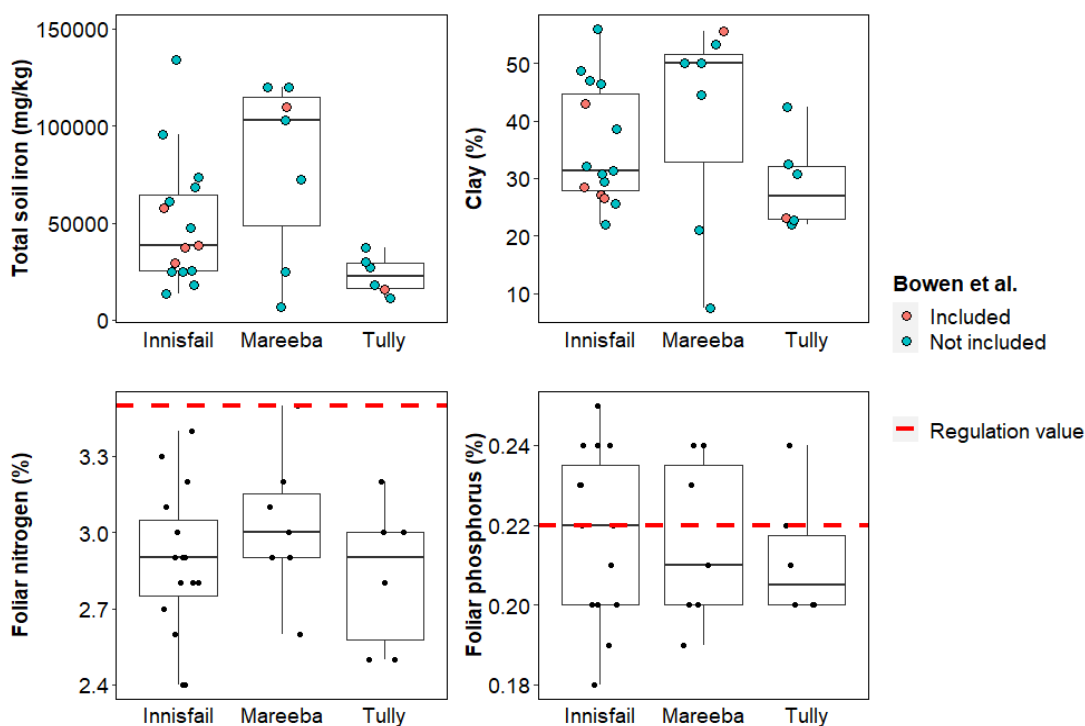 Total soil iron (mg/kg)
150000
100000
50000
0
Innisfail Mareeba Tully
Clay (%)
50
40
30
20
10
Innisfail Mareeba Tully
Bowen et al.
Included
Not included
Foliar nitrogen (%)
3.3
3.0
2.7
2.4
Innisfail Mareeba Tully
Foliar phosphorus (%)
0.24
0.22
0.20
0.18
Innisfail Mareeba Tully
Regulation value